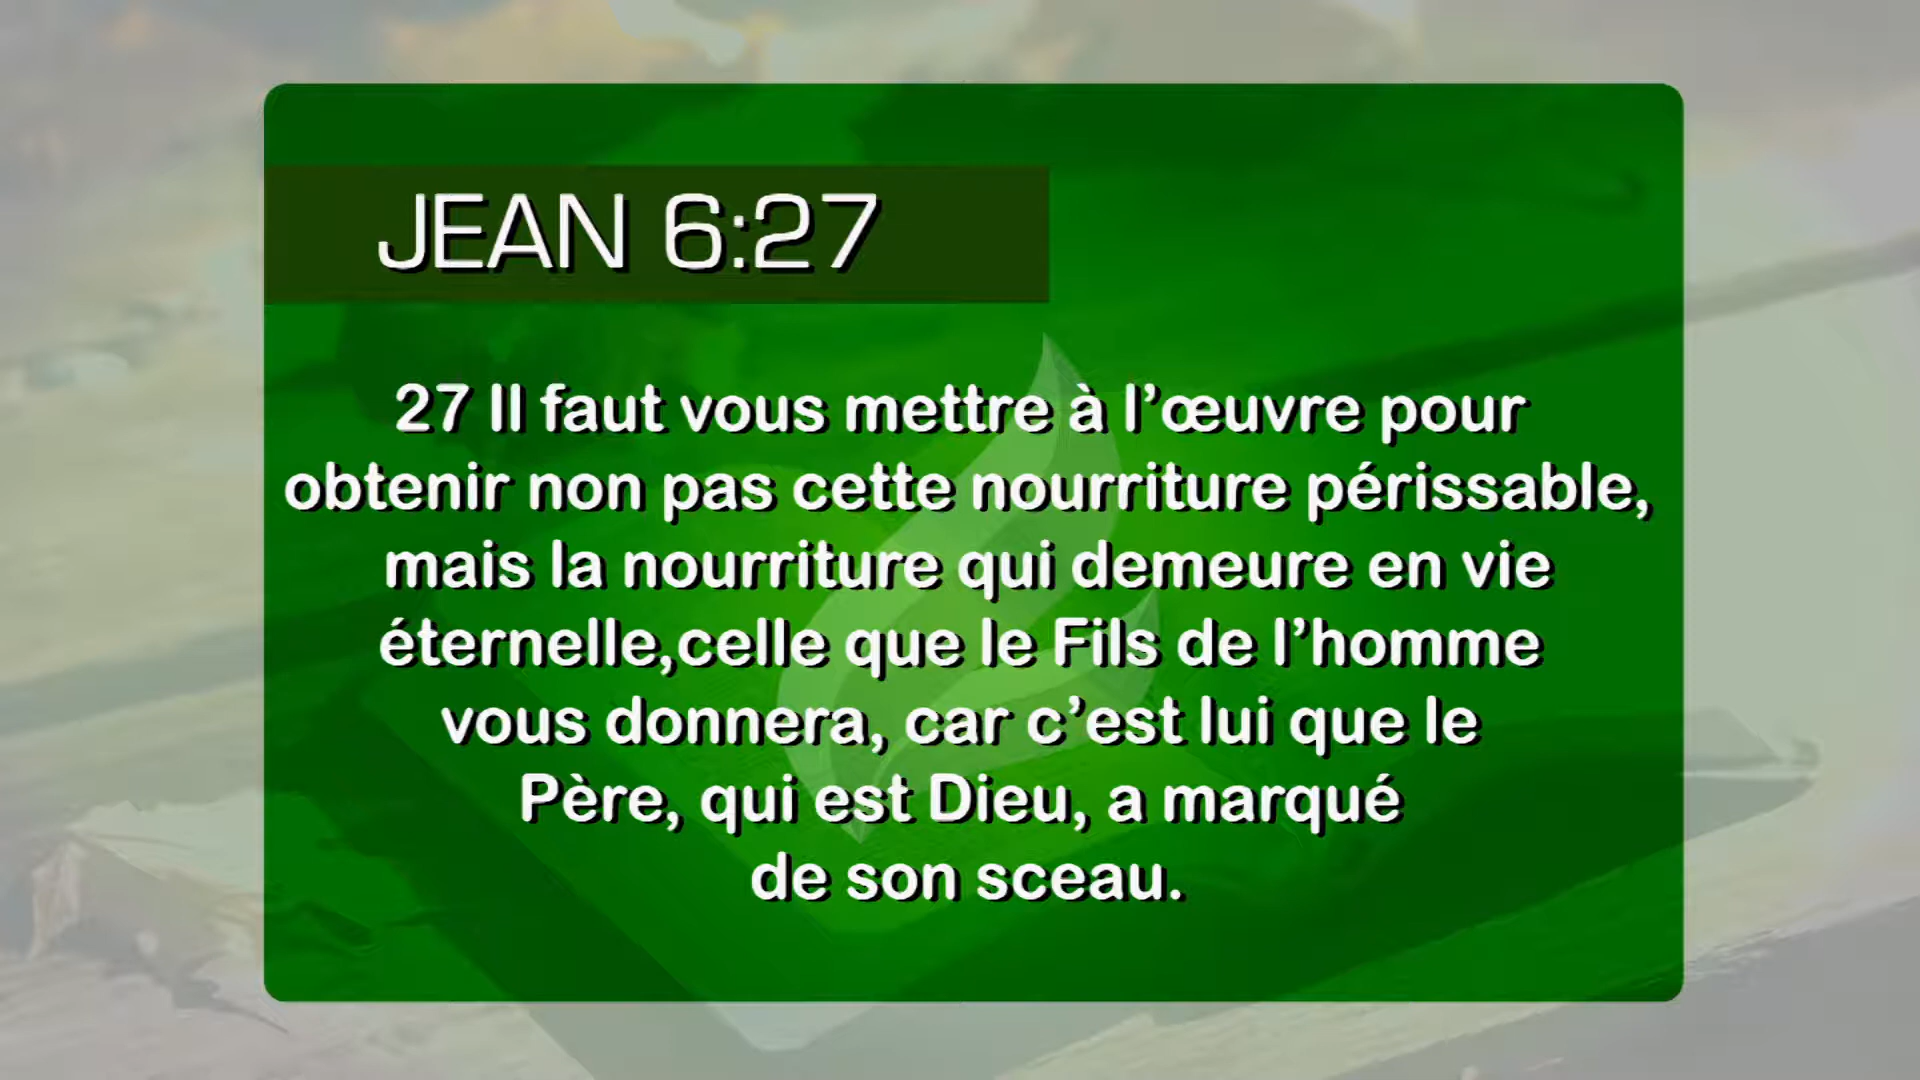 JEAN 6:27
27 Il faut vous mettre à l’œuvre pour
obtenir non pas cette nourriture périssable,
mais la nourriture qui demeure en vie
éternelle,celle que le Fils de l’homme
vous donnera, car c’est lui que le
Père, qui est Dieu, a marqué
de son sceau.